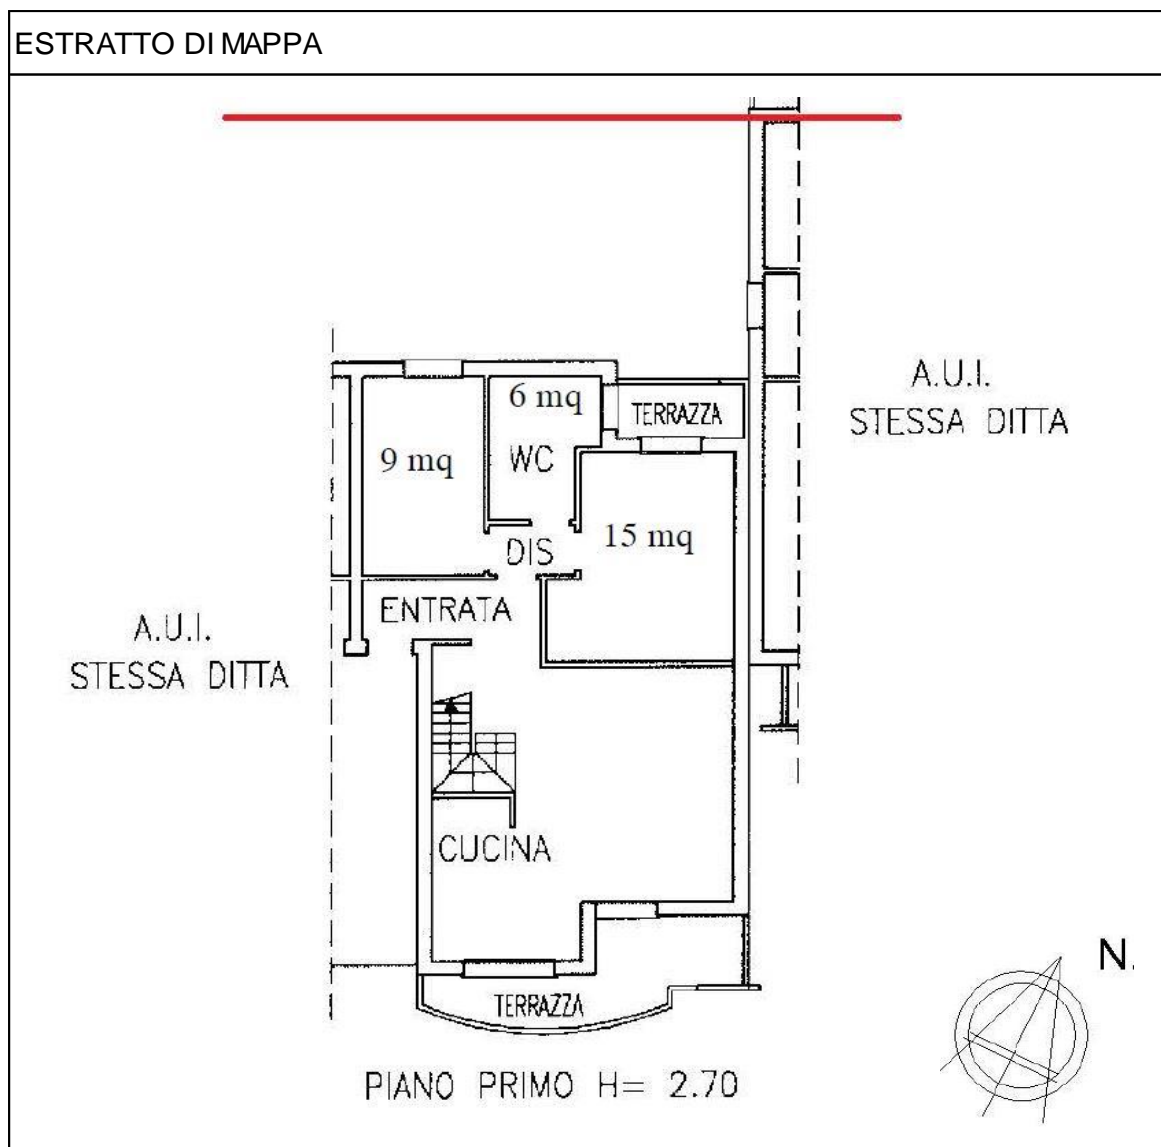 ESTRATTO DI MAPPA
A.U.I.
STESSA DITTA
6 mq
TERRAZZA
9 mq
WC
15 mq
DIS
ENTRATA
A.U.I.
STESSA DITTA
CUCINA
N.
TERRAZZA
PIANO PRIMO H= 2.70